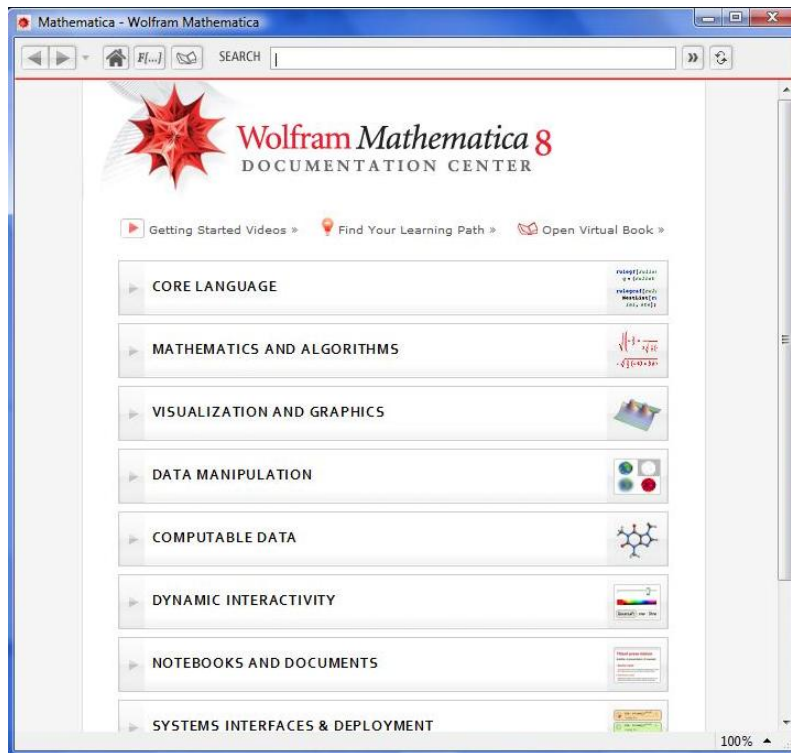 Mathematica - Wolfram Mathematica
F[...] SEARCH »
Wolfram Mathematica 8
DOCUMENTATION CENTER
Getting Started Videos » Find Your Learning Path » Open Virtual Book »
CORE LANGUAGE
MATHEMATICS AND ALGORITHMS
VISUALIZATION AND GRAPHICS
DATA MANIPULATION
COMPUTABLE DATA
DYNAMIC INTERACTIVITY
NOTEBOOKS AND DOCUMENTS
SYSTEMS INTERFACES & DEPLOYMENT
100%